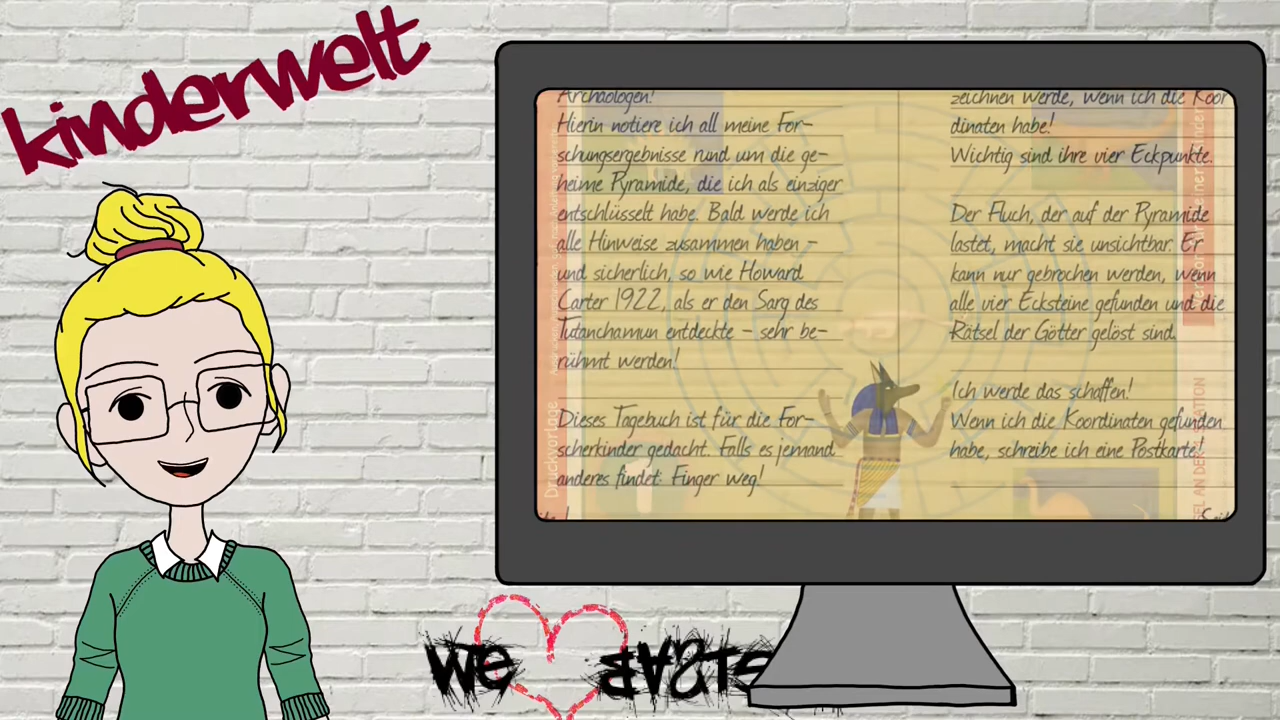 kinderwelt
Archäologen!
Hierin notiere ich all meine For-
schungsergebnisse rund um die ge-
heime Pyramide, die ich als einziger
entschlüsselt habe. Bald werde ich
alle Hinweise zusammen haben -
und sicherlich, so wie Howard
Carter 1922, als er den Sarg des
Tutanchamun entdeckte - sehr be-
rühmt werden!
Dieses Tagebuch ist für die For-
scherkinder gedacht. Falls es jemand
anderes findet: Finger weg!
zeichnen werde, wenn ich die Koor
dinaten habe!
Wichtig sind ihre vier Eckpunkte.
Der Fluch, der auf der Pyramide
lastet, macht sie unsichtbar. Er
kann nur gebrochen werden, wenn
alle vier Ecksteine gefunden und die
Rätsel der Götter gelöst sind.
Ich werde das schaffen!
Wenn ich die Koordinaten gefunden
habe, schreibe ich eine Postkarte!
Druckvorlage
We